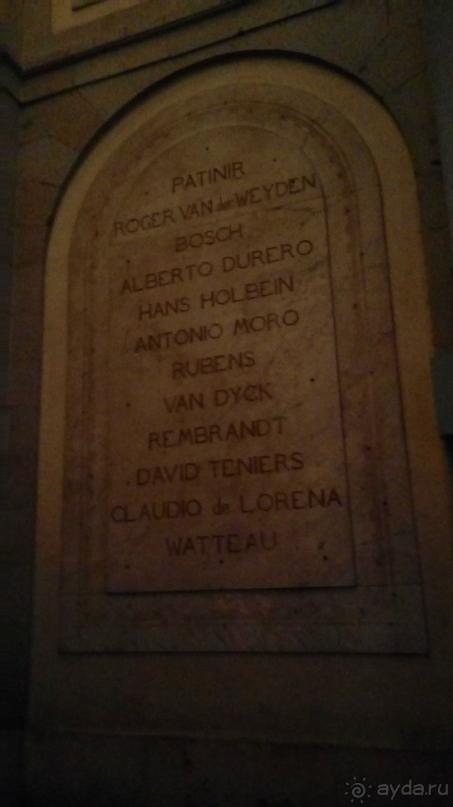 PATINIR
ROGER VAN der WEYDEN
BOSCH
ALBERTO DURERO
HANS HOLBEIN
ANTONIO MORO
RUBENS
VAN DYCK
REMBRANDT
DAVID TENIERS
CLAUDIO de LORENA
WATTEAU
ayda.ru